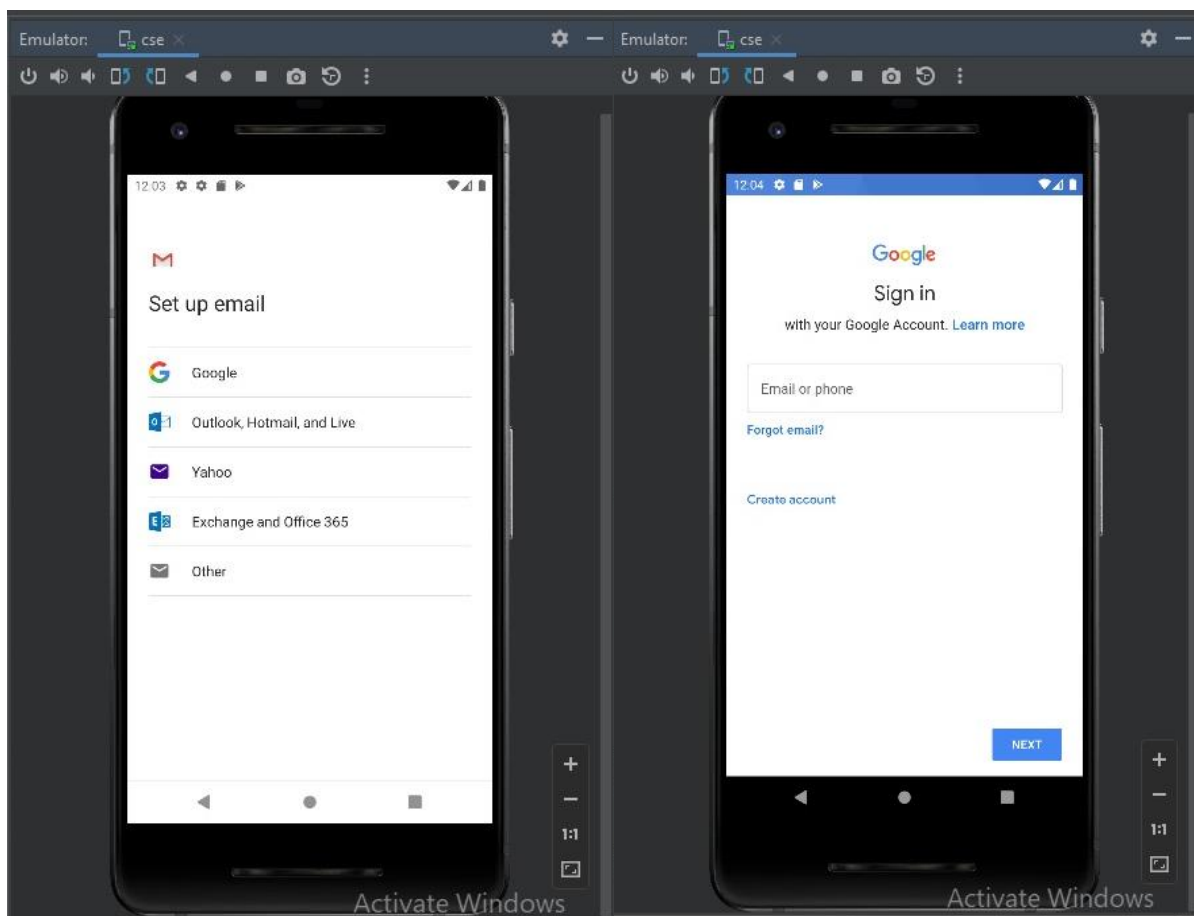 Emulator: cse
12:03
Set up email
Google
Outlook, Hotmail, and Live
Yahoo
Exchange and Office 365
Other
1:1
Activate Windows
Emulator: cse
12:04
Google
Sign in
with your Google Account. Learn more
Email or phone
Forgot email?
Create account
NEXT
1:1
Activate Windows